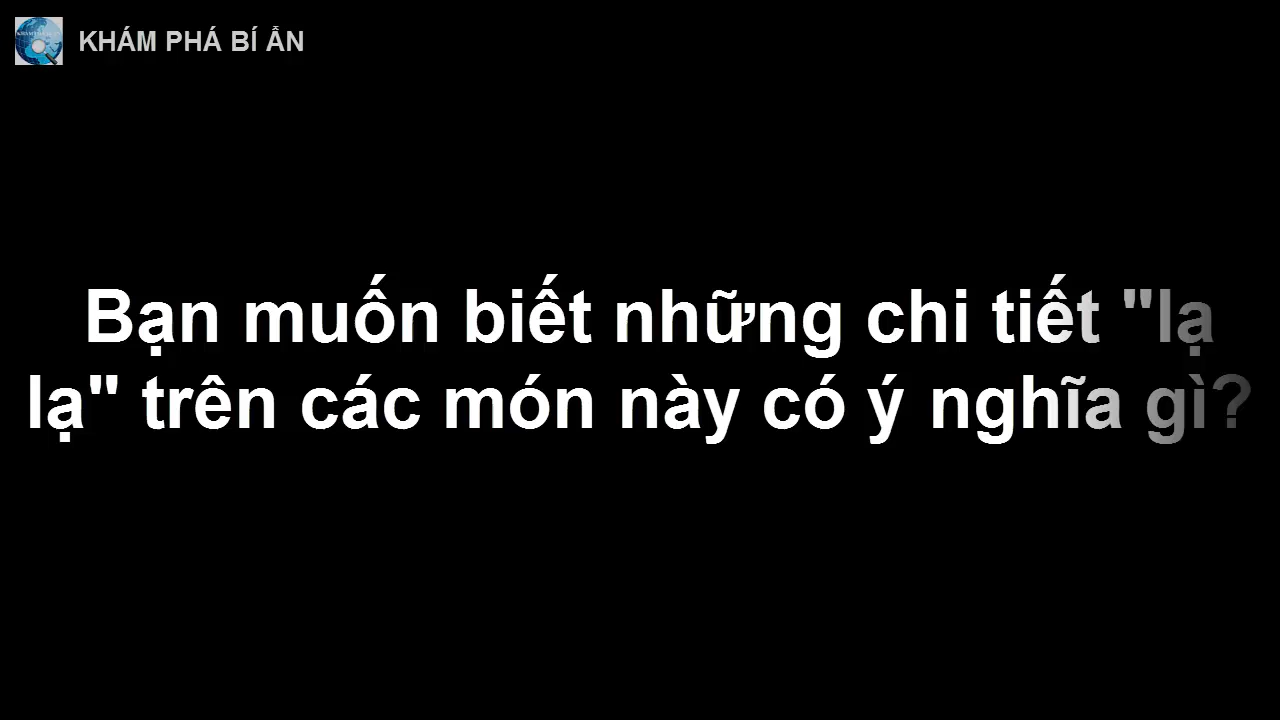 KHÁM PHÁ BÍ ẨN
Bạn muốn biết những chi tiết "lạ
lạ" trên các món này có ý nghĩa gì?